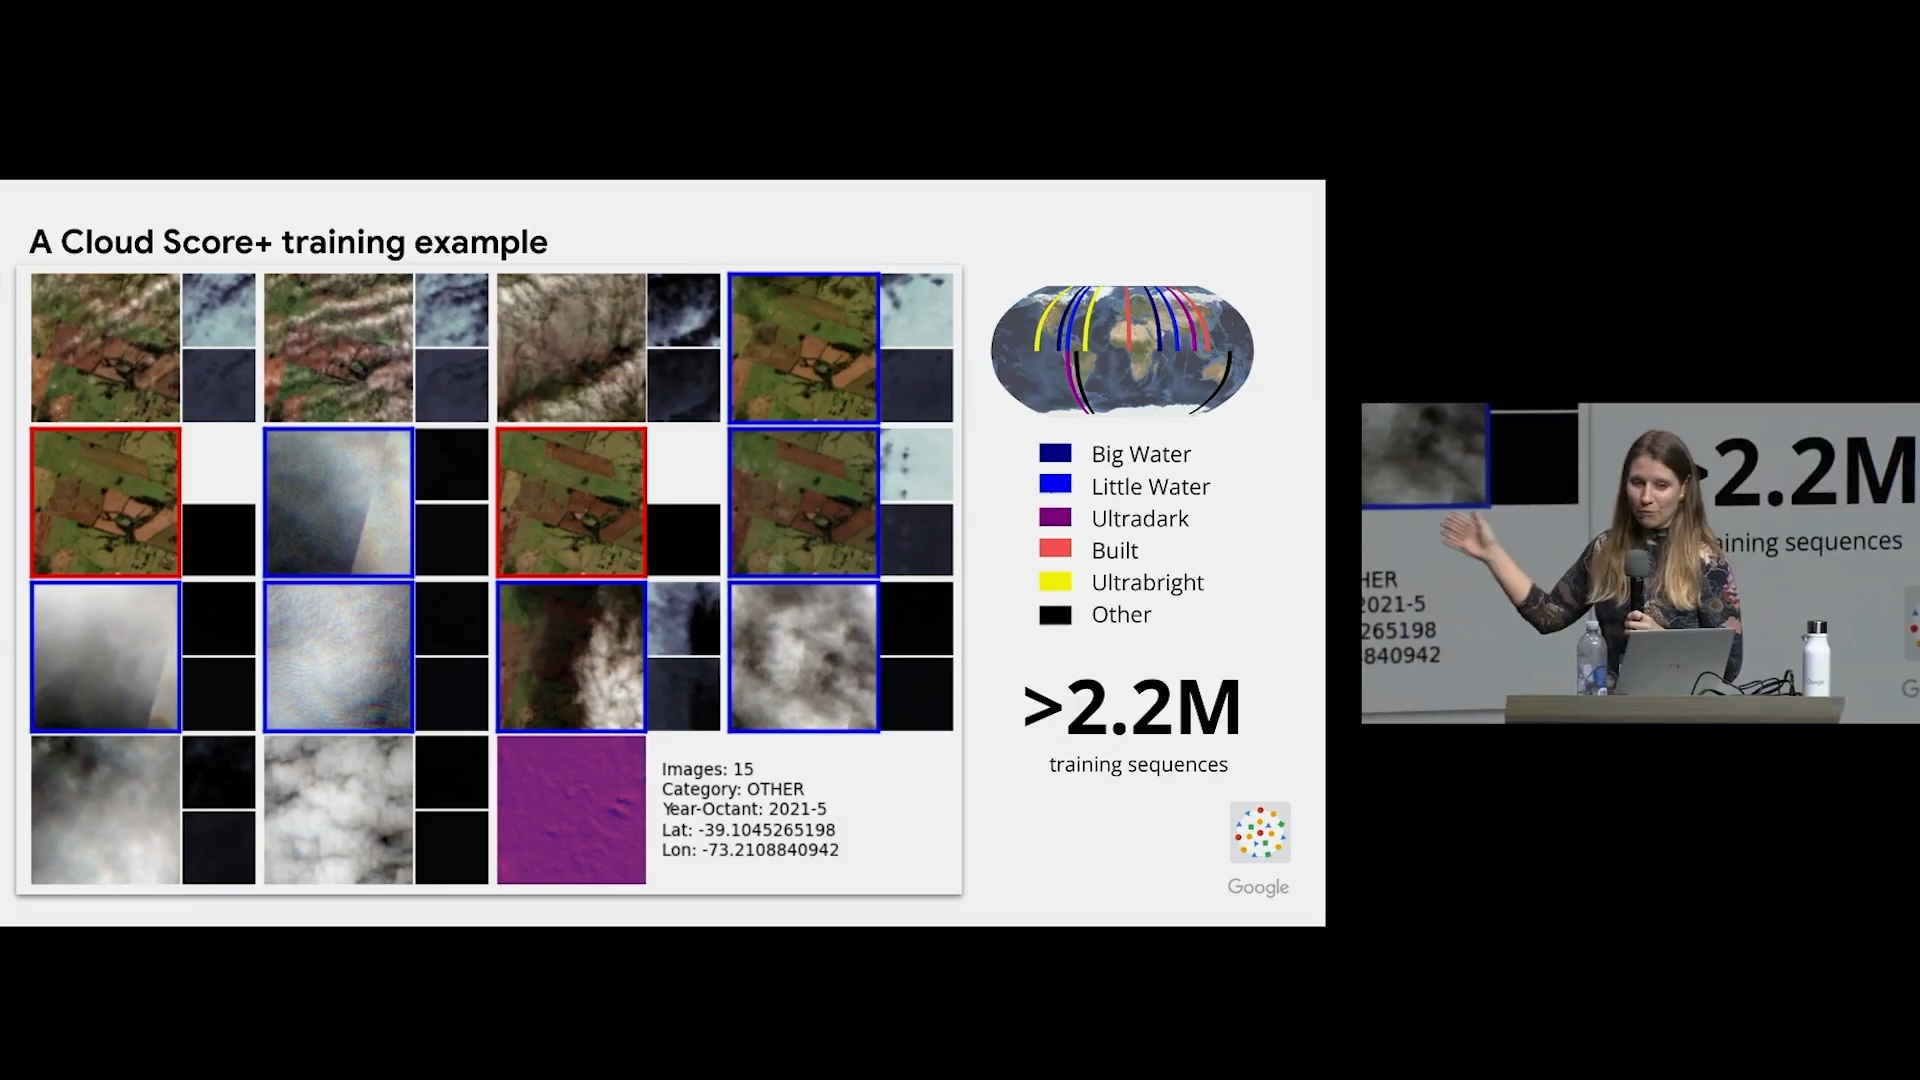 A Cloud Score+ training example
Images: 15
Category: OTHER
Year-Octant: 2021-5
Lat: -39.1045265198
Lon: -73.2108840942
Big Water
Little Water
Ultradark
Built
Ultrabright
Other
>2.2M
training sequences
Google
2.2M
aining sequences
HER
2021-5
265198
840942
G
Google